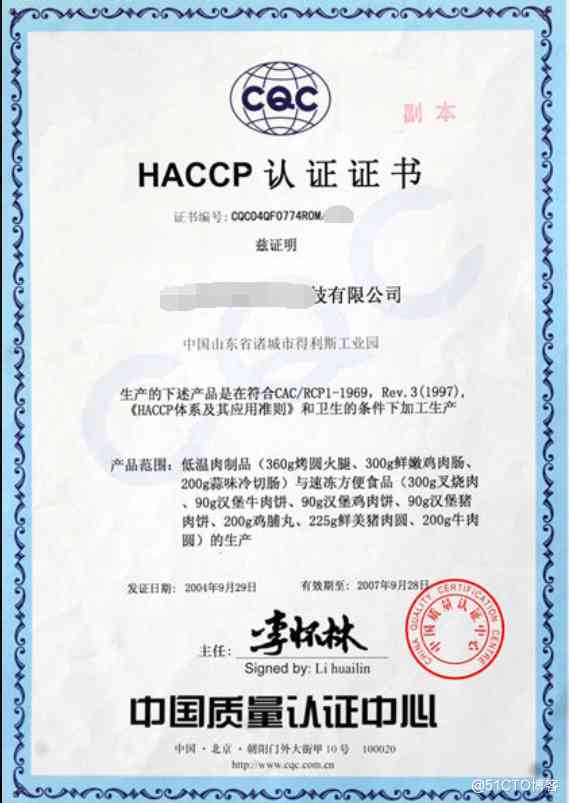 CQC
副本
HACCP 认证证书
证书编号: CQC04QF0774ROM
兹证明
技有限公司
中国山东省诸城市得利斯工业园
生产的下述产品是在符合CAC/RCP1-1969, Rev.3(1997),
《HACCP体系及其应用准则》和卫生的条件下加工生产
产品范围: 低温肉制品 (360g烤圆火腿、300g鲜嫩鸡肉肠、
200g蒜味冷切肠) 与速冻方便食品 (300g叉烧肉
、90g汉堡牛肉饼、90g汉堡鸡肉饼、90g汉堡猪
肉饼、200g鸡脯丸、225g鲜美猪肉圆、200g牛肉
圆) 的生产
发证日期: 2004年9月29日 有效期至: 2007年9月28日
CHINA QUALITY CERTIFICATION CENTRE
中国质量认证中心
主任: 李怀林
Signed by: Li huailin
中国质量认证中心
中国·北京·朝阳门外大街甲10号 100020
http://www.cqc.com.cn
@51CTO博客